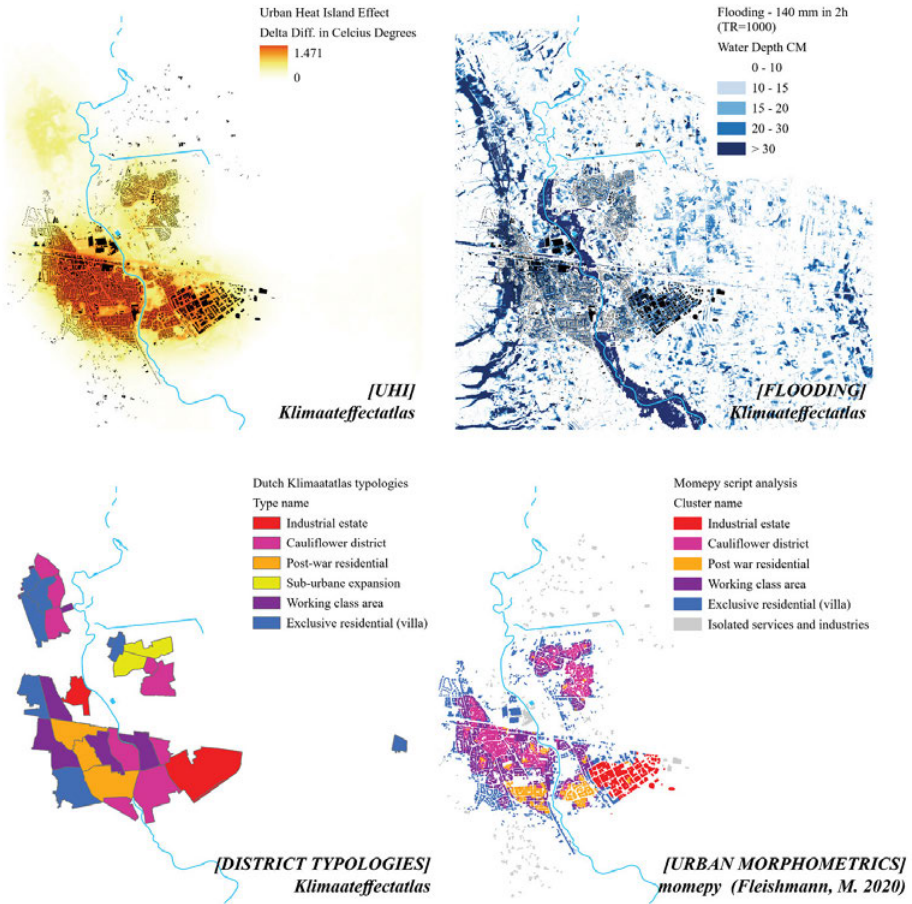 Urban Heat Island Effect
Delta Diff. in Celcius Degrees
1.471
0
[UHI]
Klimaateffectatlas
Flooding - 140 mm in 2h
(TR=1000)
Water Depth CM
0 - 10
10 - 15
15 - 20
20 - 30
> 30
[FLOODING]
Klimaateffectatlas
Dutch Klimaatatlas typologies
Type name
Industrial estate
Cauliflower district
Post-war residential
Sub-urbane expansion
Working class area
Exclusive residential (villa)
[DISTRICT TYPOLOGIES]
Klimaateffectatlas
Momepy script analysis
Cluster name
Industrial estate
Cauliflower district
Post war residential
Working class area
Exclusive residential (villa)
Isolated services and industries
[URBAN MORPHOMETRICS]
momepy (Fleishmann, M. 2020)